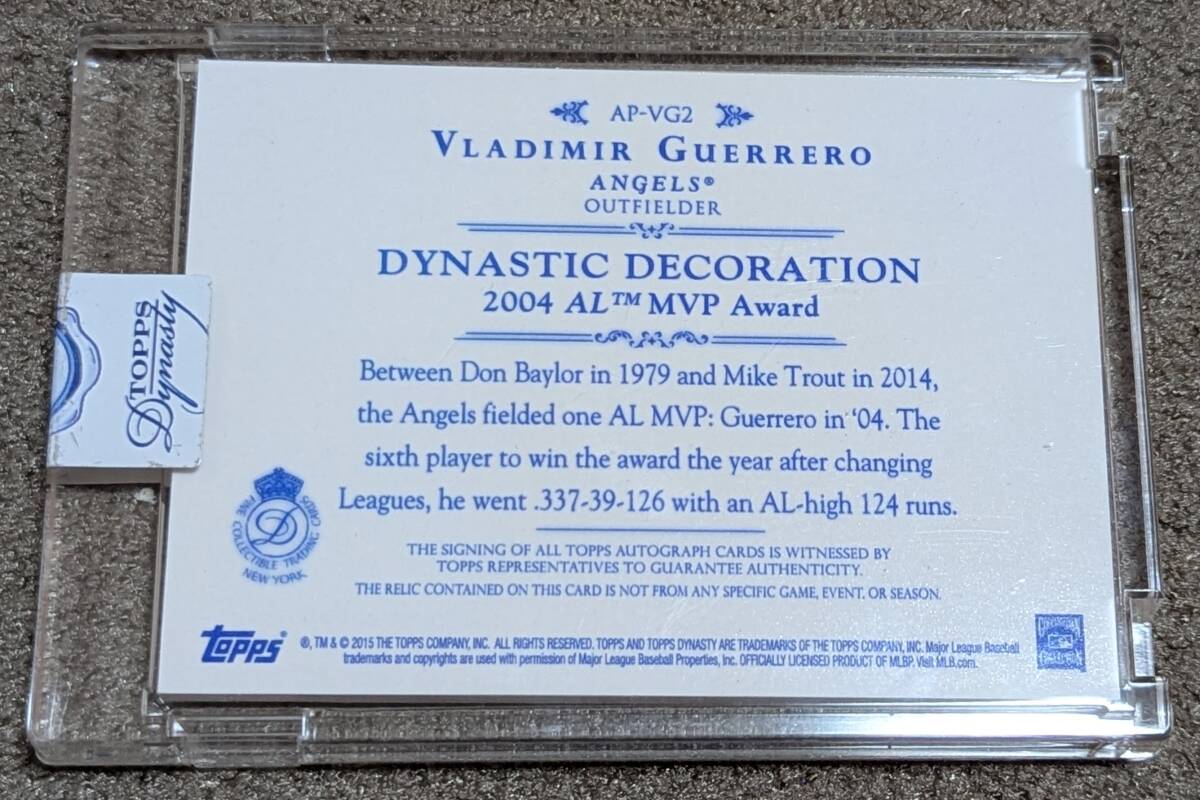 AP-VG2
VLADIMIR GUERRERO
ANGELS®
OUTFIELDER
DYNASTIC DECORATION
2004 AL™ MVP Award
Between Don Baylor in 1979 and Mike Trout in 2014,
the Angels fielded one AL MVP: Guerrero in ‘04. The
sixth player to win the award the year after changing
Leagues, he went .337-39-126 with an AL-high 124 runs.
THE SIGNING OF ALL TOPPS AUTOGRAPH CARDS IS WITNESSED BY
TOPPS REPRESENTATIVES TO GUARANTEE AUTHENTICITY.
THE RELIC CONTAINED ON THIS CARD IS NOT FROM ANY SPECIFIC GAME, EVENT, OR SEASON.
TOPPS
Dynasty
D
FINE COLLECTIBLE TRADING CARDS
NEW YORK
topps®
®, TM & © 2015 THE TOPPS COMPANY, INC. ALL RIGHTS RESERVED. TOPPS AND TOPPS DYNASTY ARE TRADEMARKS OF THE TOPPS COMPANY, INC. Major League Baseball
trademarks and copyrights are used with permission of Major League Baseball Properties, Inc. OFFICIALLY LICENSED PRODUCT OF MLBP. Visit MLB.com.